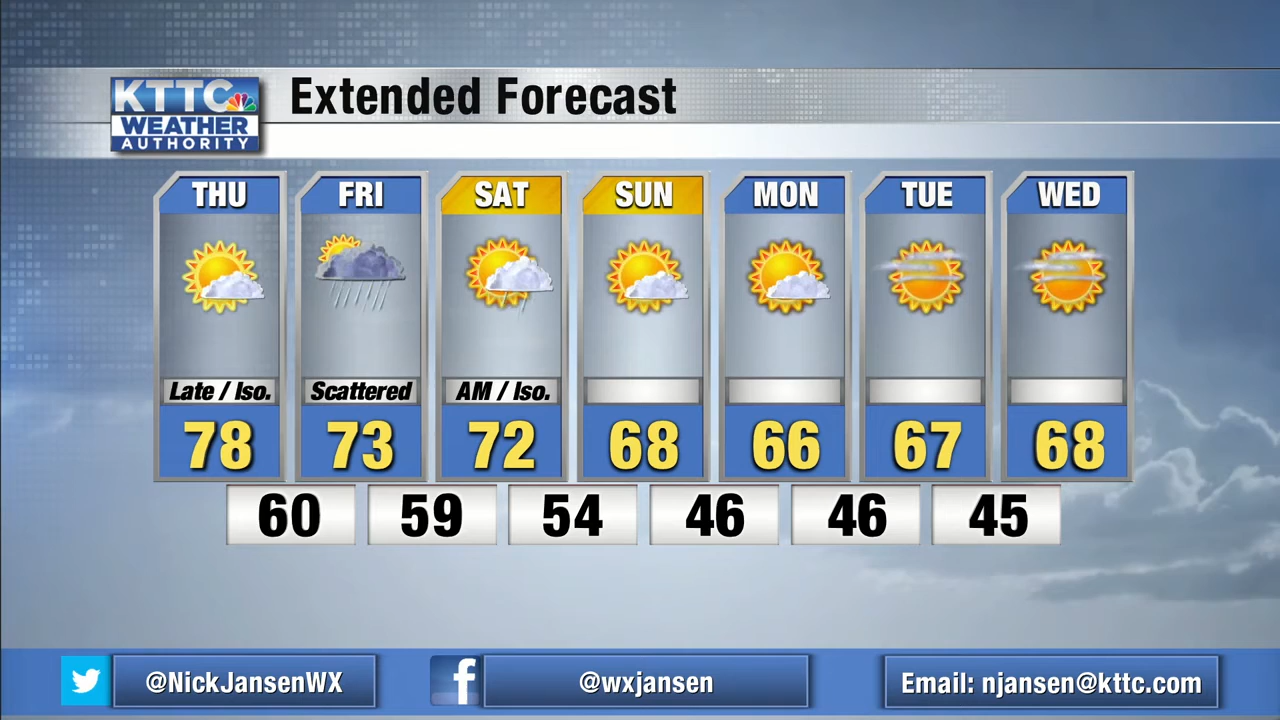 KTTC
WEATHER
AUTHORITY
Extended Forecast
THU FRI SAT SUN MON TUE WED
Late / Iso. Scattered AM / Iso.
78 73 72 68 66 67 68
60 59 54 46 46 45
@NickJansenWX @wxjansen Email: njansen@kttc.com